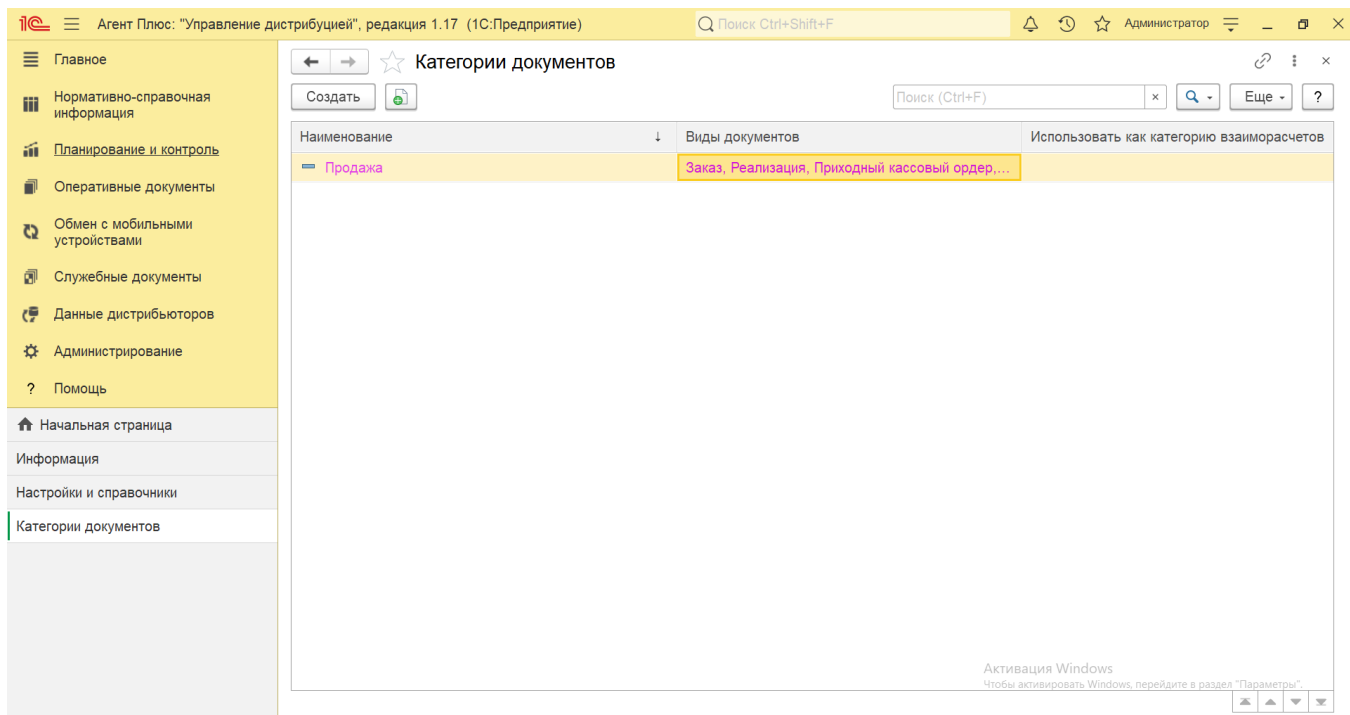 1С Агент Плюс: "Управление дистрибуцией", редакция 1.17 (1С:Предприятие) Поиск Ctrl+Shift+F Администратор
Главное
Нормативно-справочная
информация
Планирование и контроль
Оперативные документы
Обмен с мобильными
устройствами
Служебные документы
Данные дистрибьюторов
Администрирование
? Помощь
Начальная страница
Информация
Настройки и справочники
Категории документов
Категории документов
Создать Поиск (Ctrl+F) × Еще ?
Наименование ↓ Виды документов Использовать как категорию взаиморасчетов
Продажа Заказ, Реализация, Приходный кассовый ордер,...
Активация Windows
Чтобы активировать Windows, перейдите в раздел "Параметры".